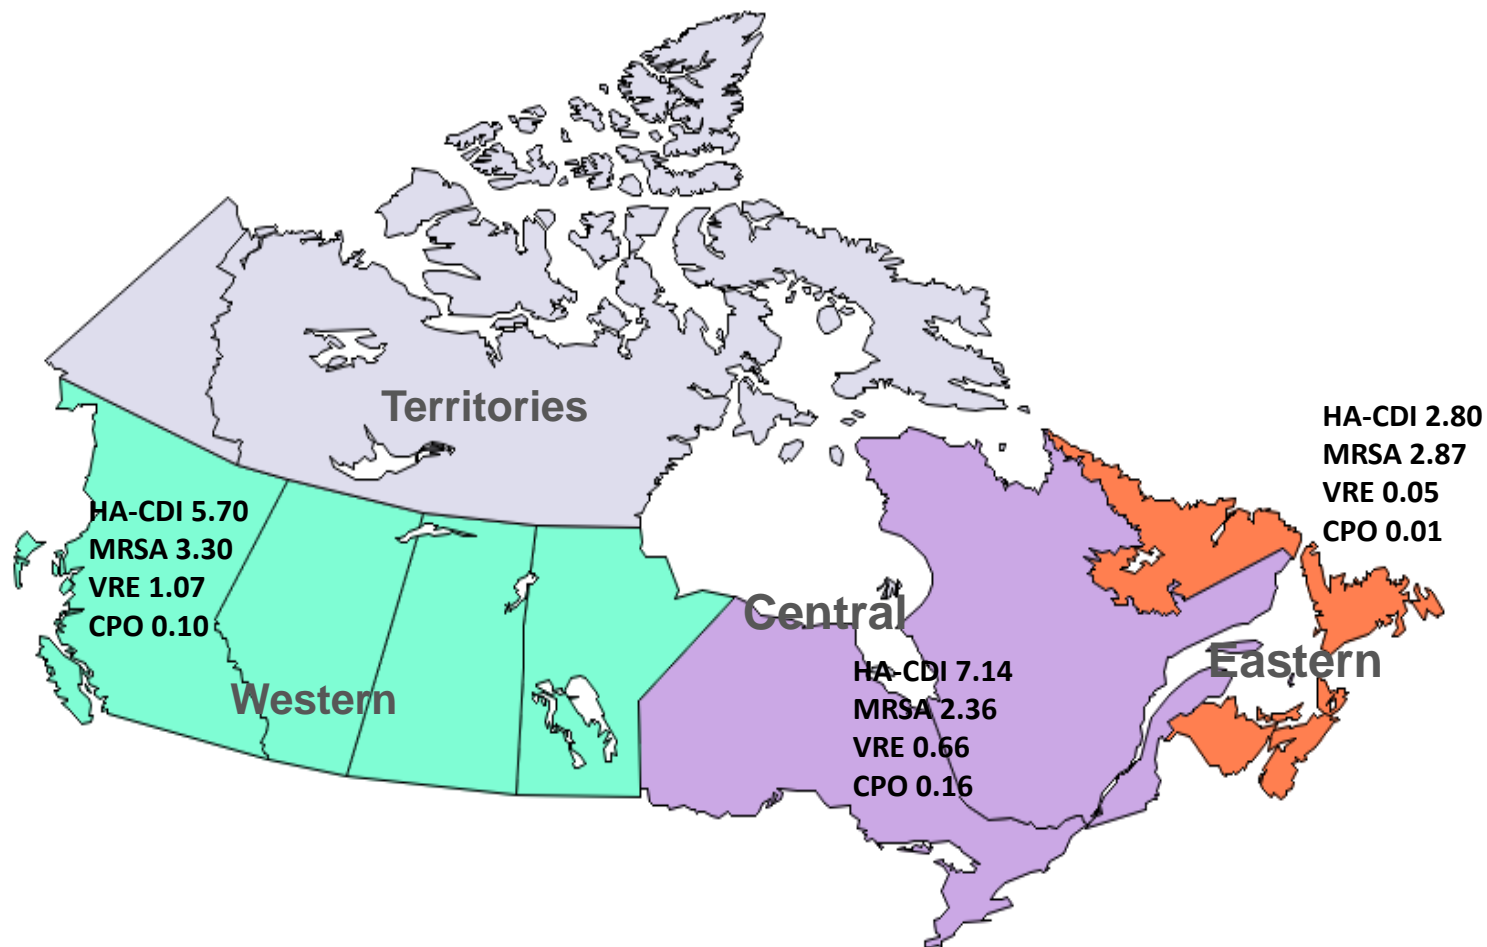 Territories
HA-CDI 2.80
MRSA 2.87
VRE 0.05
CPO 0.01
HA-CDI 5.70
MRSA 3.30
VRE 1.07
CPO 0.10
Western
Central
HA-CDI 7.14
MRSA 2.36
VRE 0.66
CPO 0.16
Eastern